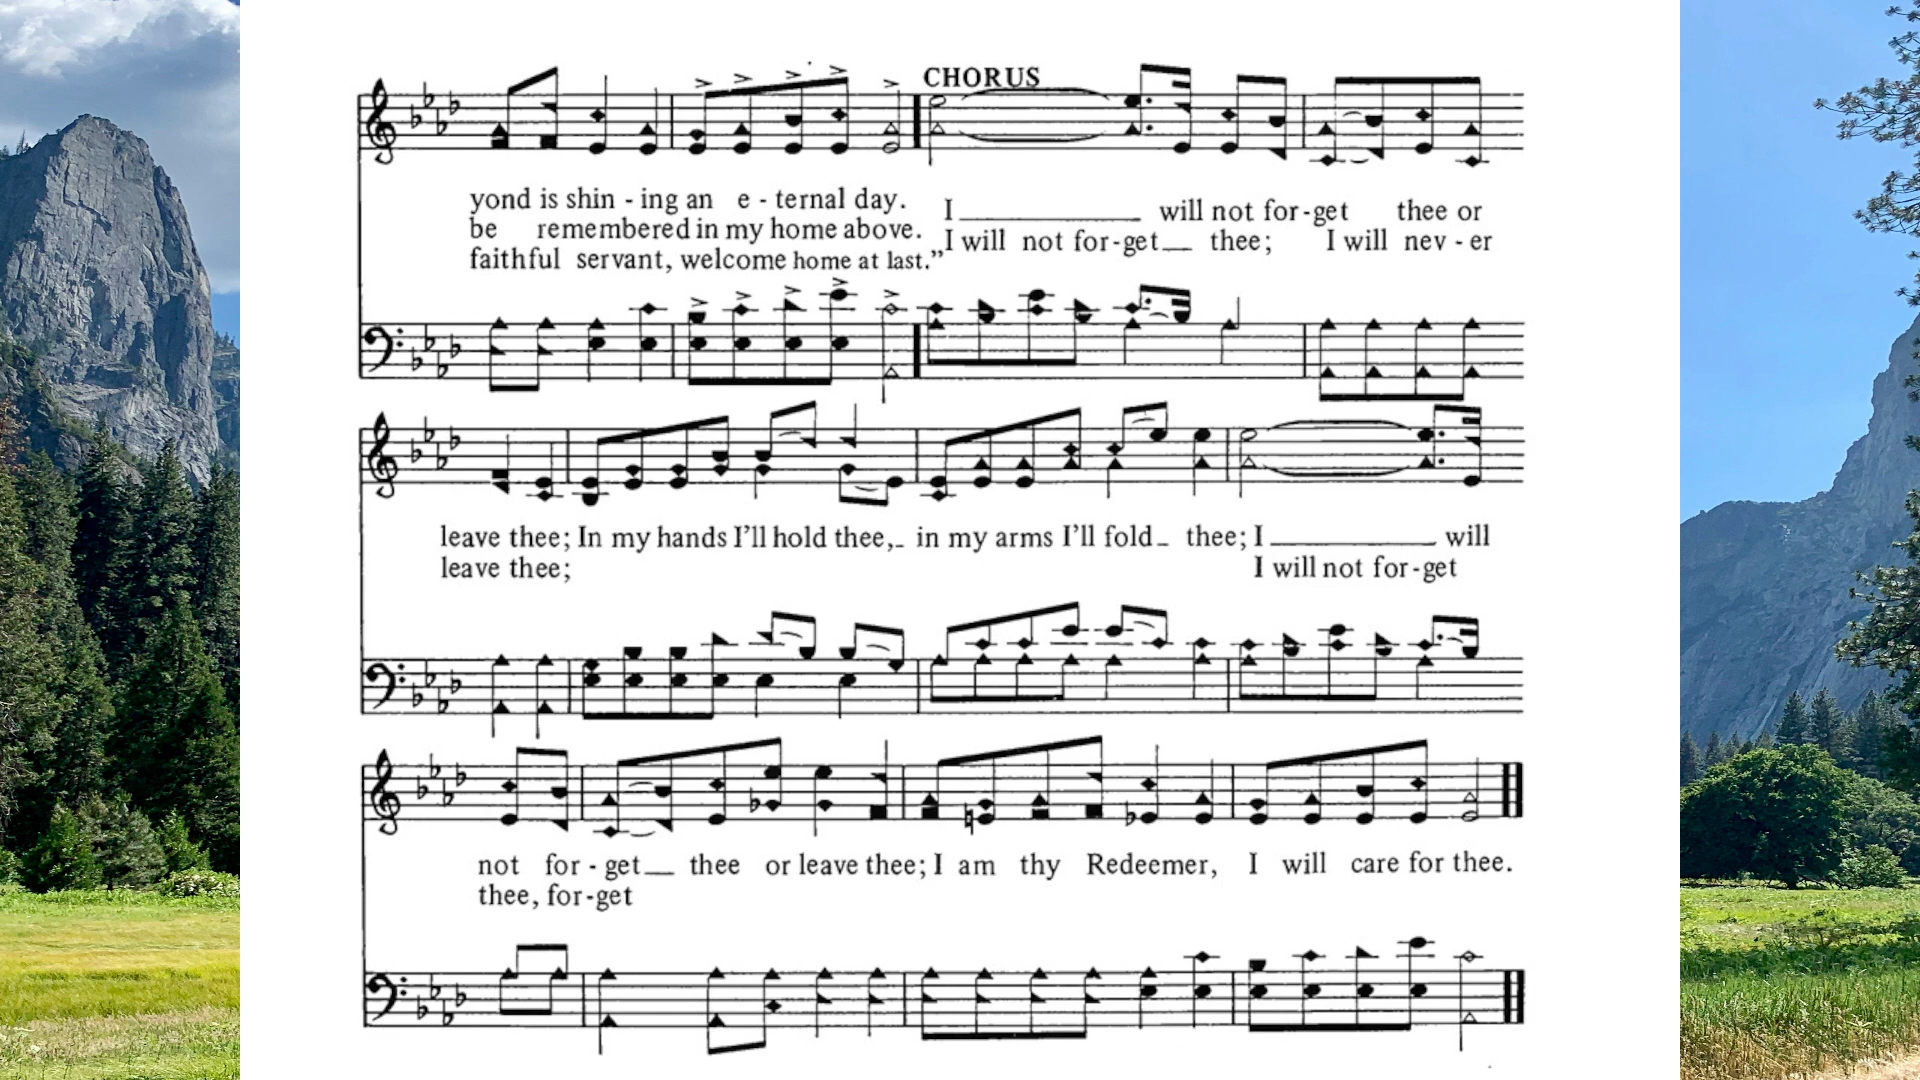 CHORUS
yond is shin - ing an e - ternal day.
be remembered in my home above.
faithful servant, welcome home at last.”
I will not for-get thee or
I will not for-get thee; I will nev - er
leave thee; In my hands I’ll hold thee, in my arms I’ll fold thee; I will
leave thee; I will not for-get
not for - get thee or leave thee; I am thy Redeemer, I will care for thee.
thee, for-get